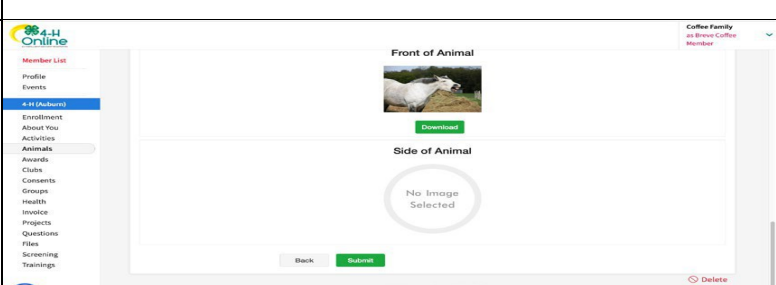 4-H
Online
Coffee Family
as Breve Coffee
Member
Member List
Profile
Events
4-H (Auburn)
Enrollment
About You
Activities
Animals
Awards
Clubs
Consents
Groups
Health
Invoice
Projects
Questions
Files
Screening
Trainings
Front of Animal
Download
Side of Animal
No Image
Selected
Back
Submit
Delete